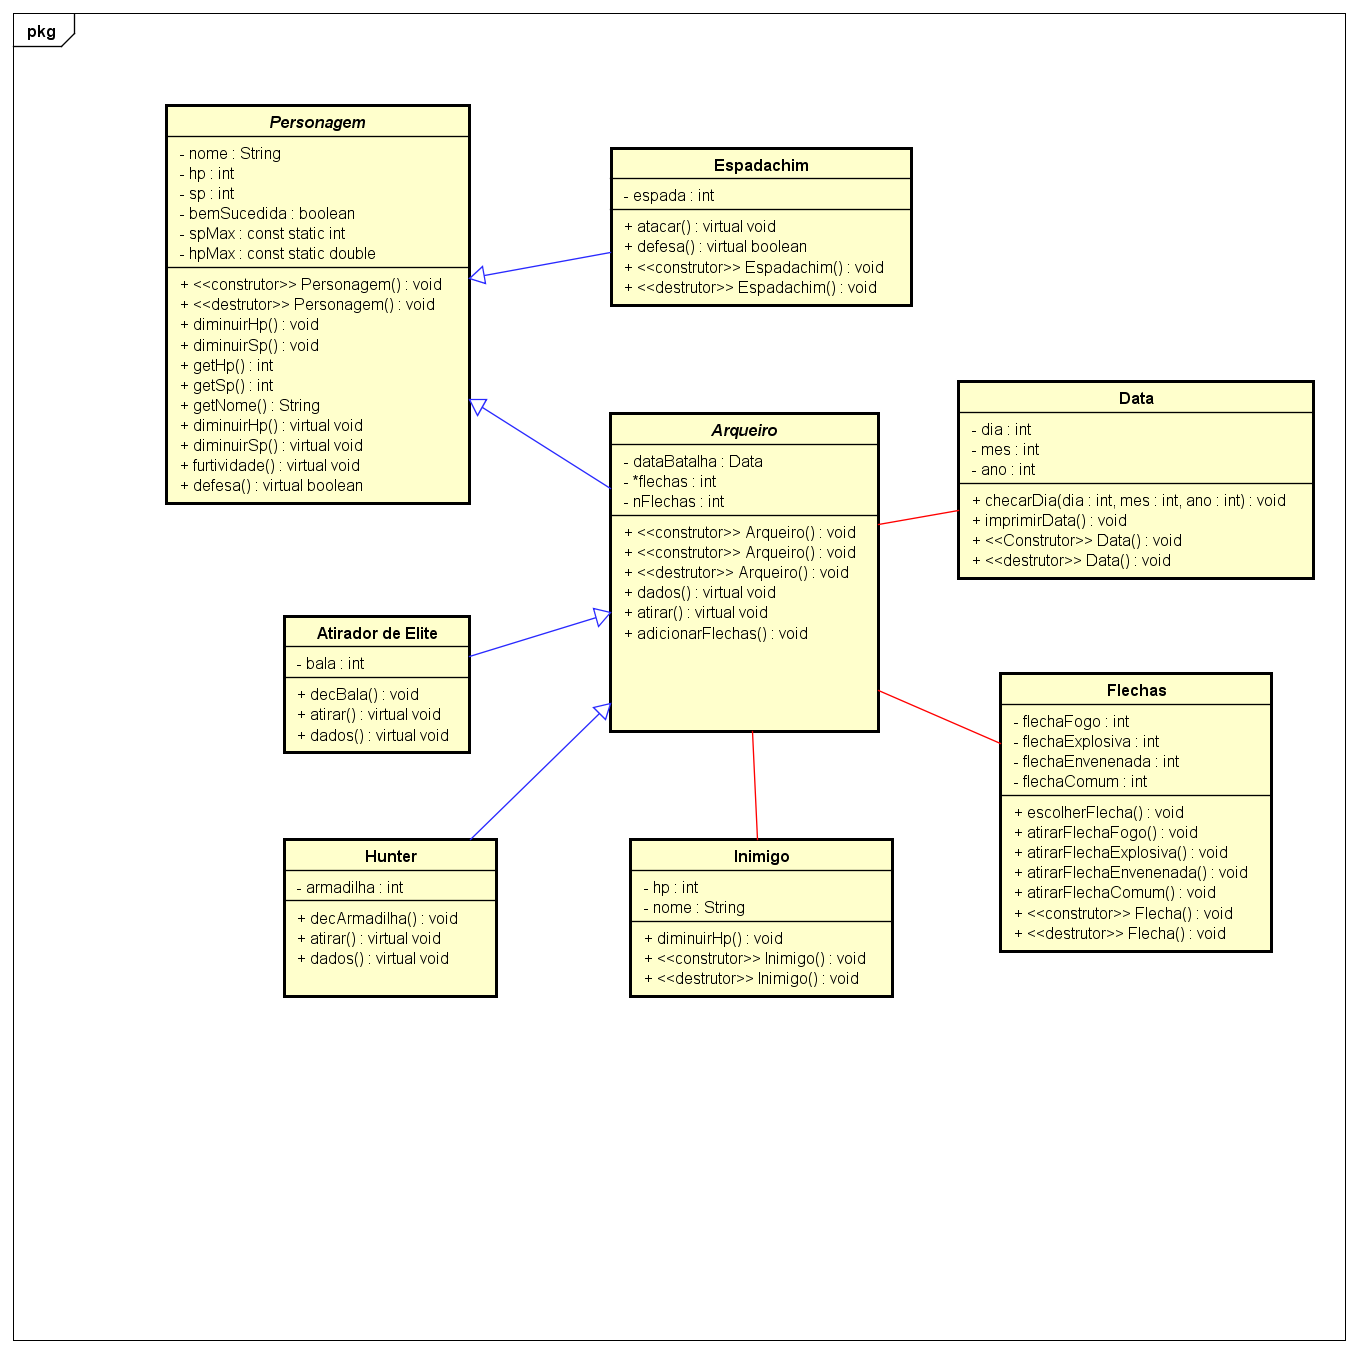 pkg
Personagem
- nome : String
- hp : int
- sp : int
- bemSucedida : boolean
- spMax : const static int
- hpMax : const static double
+ <<construtor>> Personagem() : void
+ <<destrutor>> Personagem() : void
+ diminuirHp() : void
+ diminuirSp() : void
+ getHp() : int
+ getSp() : int
+ getNome() : String
+ diminuirHp() : virtual void
+ diminuirSp() : virtual void
+ furtividade() : virtual void
+ defesa() : virtual boolean
Espadachim
- espada : int
+ atacar() : virtual void
+ defesa() : virtual boolean
+ <<construtor>> Espadachim() : void
+ <<destrutor>> Espadachim() : void
Data
- dia : int
- mes : int
- ano : int
+ checarDia(dia : int, mes : int, ano : int) : void
+ imprimirData() : void
+ <<Construtor>> Data() : void
+ <<destrutor>> Data() : void
Arqueiro
- dataBatalha : Data
- *flechas : int
- nFlechas : int
+ <<construtor>> Arqueiro() : void
+ <<construtor>> Arqueiro() : void
+ <<destrutor>> Arqueiro() : void
+ dados() : virtual void
+ atirar() : virtual void
+ adicionarFlechas() : void
Atirador de Elite
- bala : int
+ decBala() : void
+ atirar() : virtual void
+ dados() : virtual void
Flechas
- flechaFogo : int
- flechaExplosiva : int
- flechaEnvenenada : int
- flechaComum : int
+ escolherFlecha() : void
+ atirarFlechaFogo() : void
+ atirarFlechaExplosiva() : void
+ atirarFlechaEnvenenada() : void
+ atirarFlechaComum() : void
+ <<construtor>> Flecha() : void
+ <<destrutor>> Flecha() : void
Hunter
- armadilha : int
+ decArmadilha() : void
+ atirar() : virtual void
+ dados() : virtual void
Inimigo
- hp : int
- nome : String
+ diminuirHp() : void
+ <<construtor>> Inimigo() : void
+ <<destrutor>> Inimigo() : void